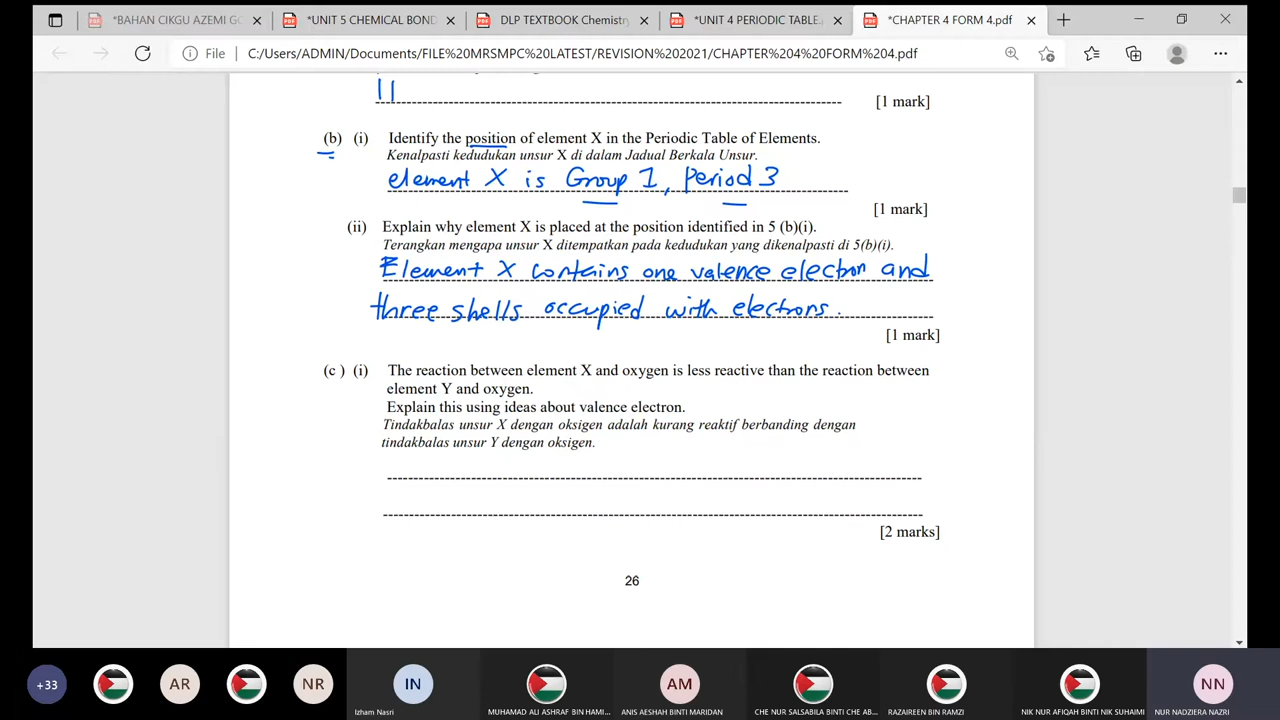 *BAHAN CIKGU AZEMI GO
*UNIT 5 CHEMICAL BOND
DLP TEXTBOOK Chemistry
*UNIT 4 PERIODIC TABLE.
*CHAPTER 4 FORM 4.pdf
File
C:/Users/ADMIN/Documents/FILE%20MRSMPC%20LATEST/REVISION%202021/CHAPTER%204%20FORM%204.pdf
11
[1 mark]
(b) (i) Identify the position of element X in the Periodic Table of Elements.
Kenalpasti kedudukan unsur X di dalam Jadual Berkala Unsur.
element X is Group 1, Period 3
[1 mark]
(ii) Explain why element X is placed at the position identified in 5 (b)(i).
Terangkan mengapa unsur X ditempatkan pada kedudukan yang dikenalpasti di 5(b)(i).
Element X contains one valence electron and
three shells occupied with electrons.
[1 mark]
(c ) (i) The reaction between element X and oxygen is less reactive than the reaction between
element Y and oxygen.
Explain this using ideas about valence electron.
Tindakbalas unsur X dengan oksigen adalah kurang reaktif berbanding dengan
tindakbalas unsur Y dengan oksigen.
[2 marks]
26
+33
AR
NR
IN
AM
NN
Izham Nasri
MUHAMAD ALI ASHRAF BIN HAMI...
ANIS AEASHAH BINTI MARIDAN
CHE NUR SALSABILA BINTI CHE AB...
RAZAIREEN BIN RAMZI
NIK NUR AFIQAH BINTI NIK SUHAIMI
NUR NADZIERA NAZRI